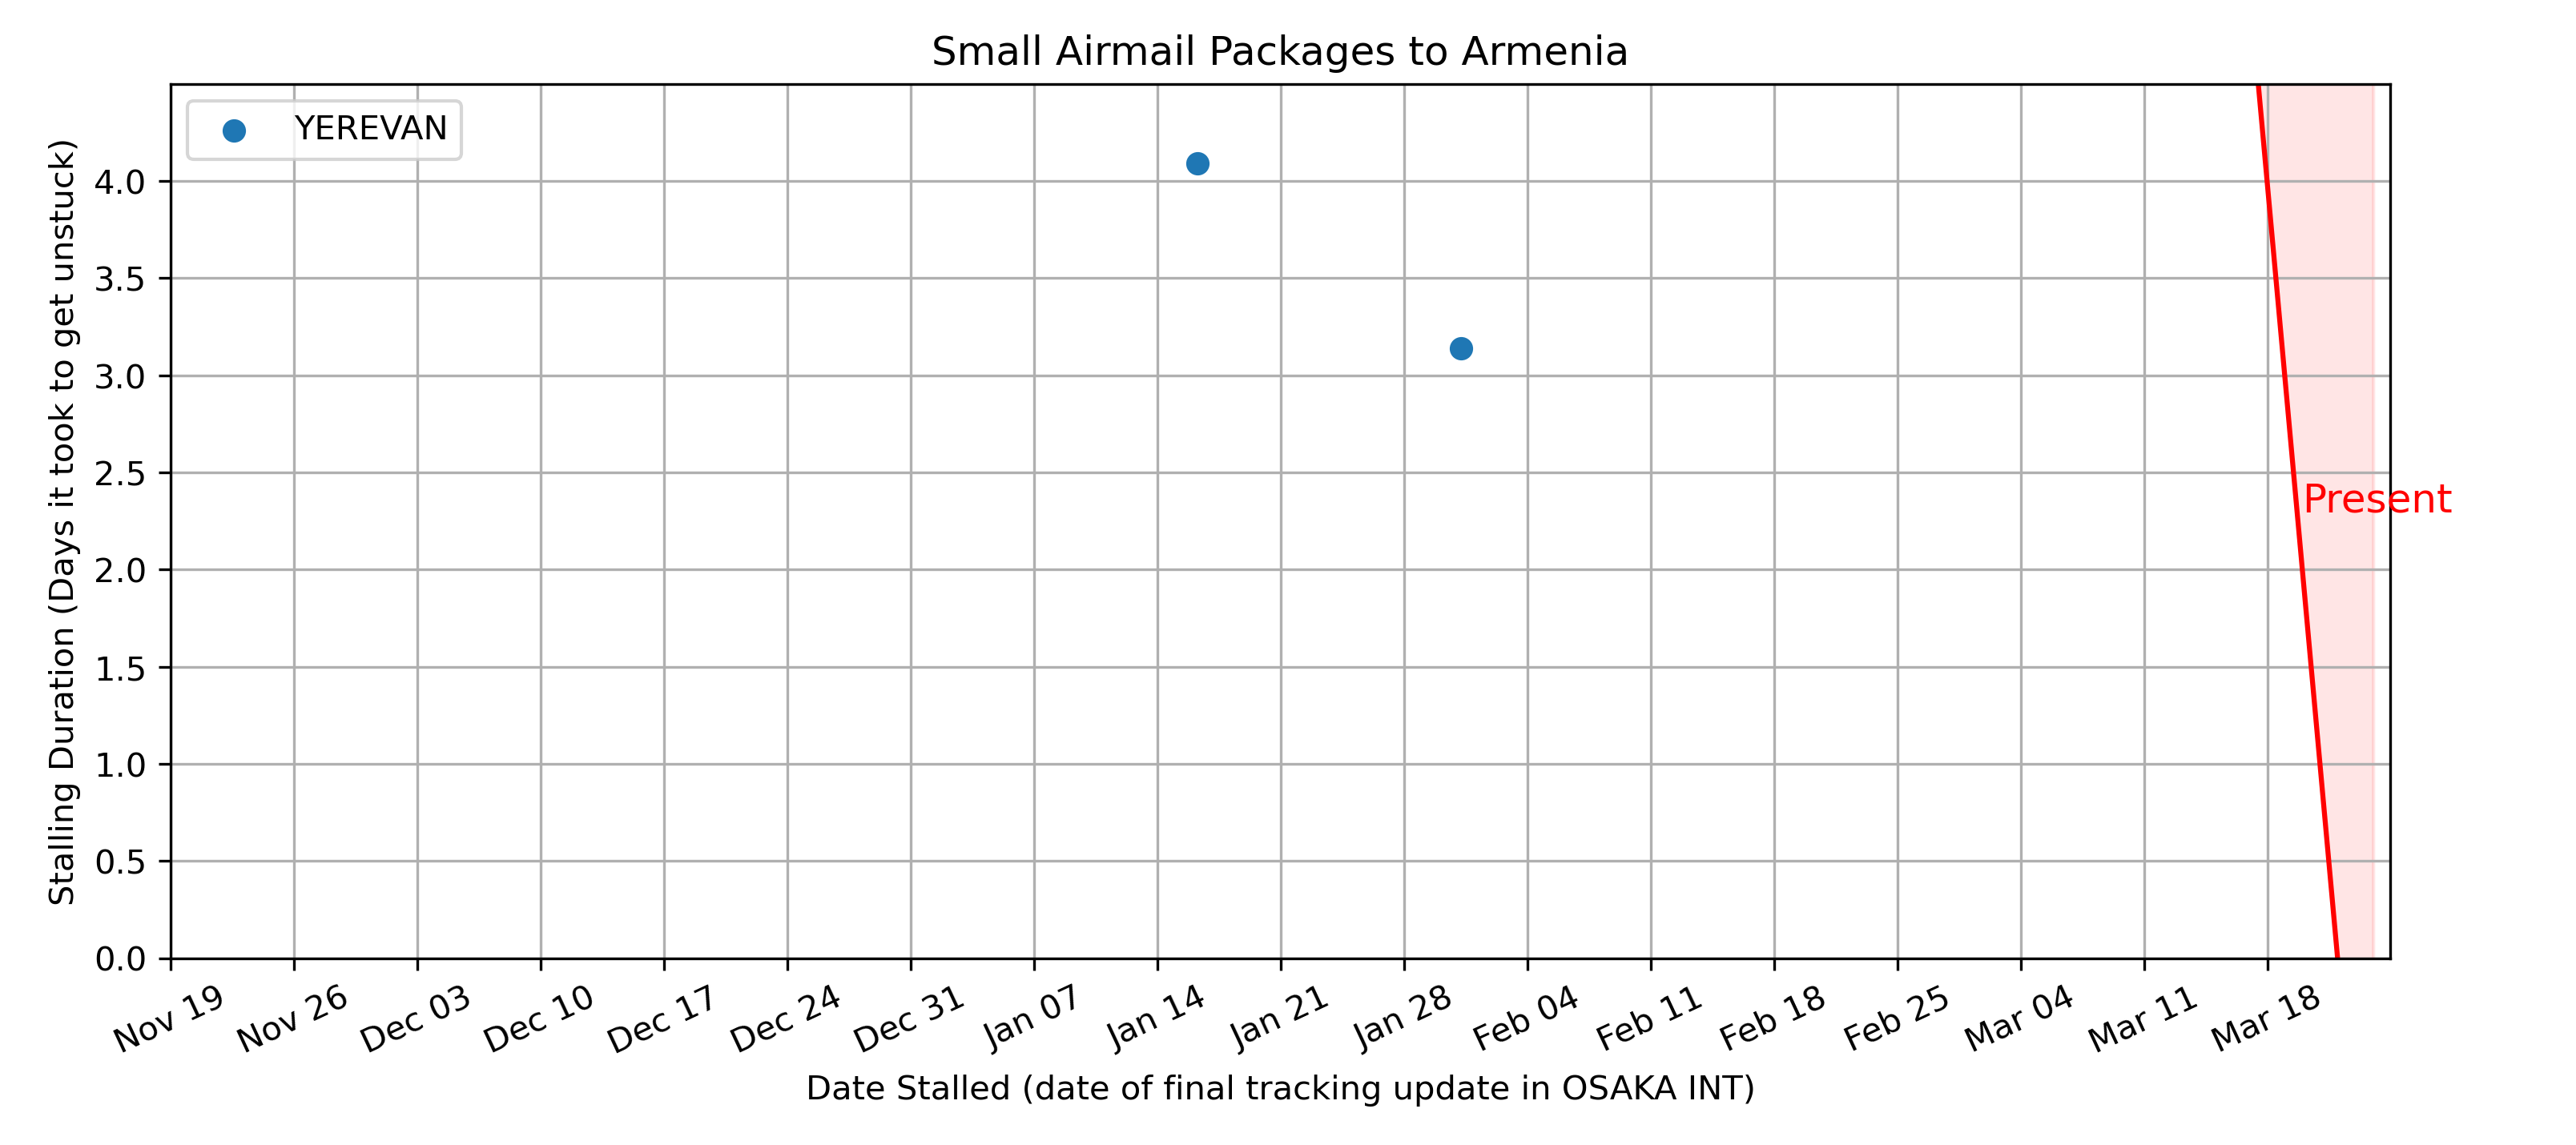 Small Airmail Packages to Armenia
YEREVAN
Stalling Duration (Days it took to get unstuck)
4.0
3.5
3.0
2.5
2.0
1.5
1.0
0.5
0.0
Present
Nov 19 Nov 26 Dec 03 Dec 10 Dec 17 Dec 24 Dec 31 Jan 07 Jan 14 Jan 21 Jan 28 Feb 04 Feb 11 Feb 18 Feb 25 Mar 04 Mar 11 Mar 18
Date Stalled (date of final tracking update in OSAKA INT)